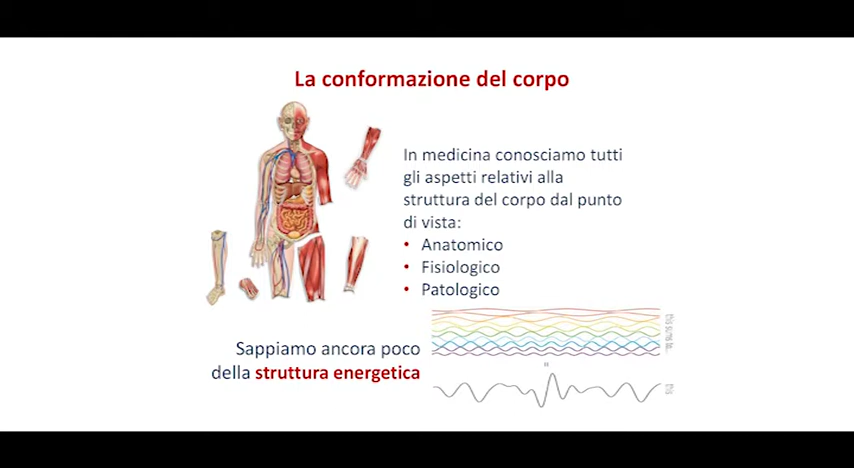 La conformazione del corpo
In medicina conosciamo tutti
gli aspetti relativi alla
struttura del corpo dal punto
di vista:
• Anatomico
• Fisiologico
• Patologico
Sappiamo ancora poco
della struttura energetica